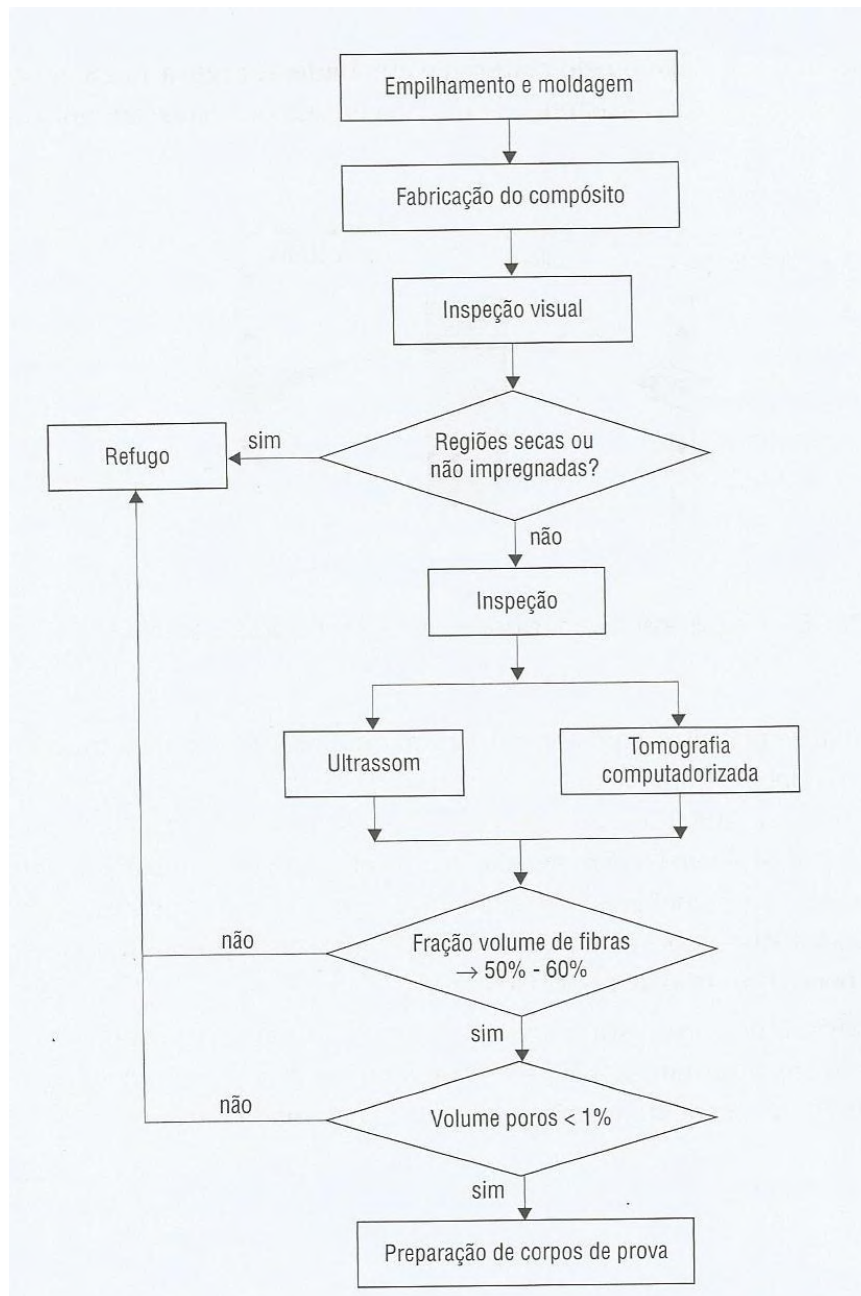 Empilhamento e moldagem
Fabricação do compósito
Inspeção visual
Regiões secas ou
não impregnadas?
sim
Refugo
não
Inspeção
Ultrassom
Tomografia
computadorizada
Fração volume de fibras
→ 50% - 60%
não
sim
Volume poros < 1%
não
sim
Preparação de corpos de prova